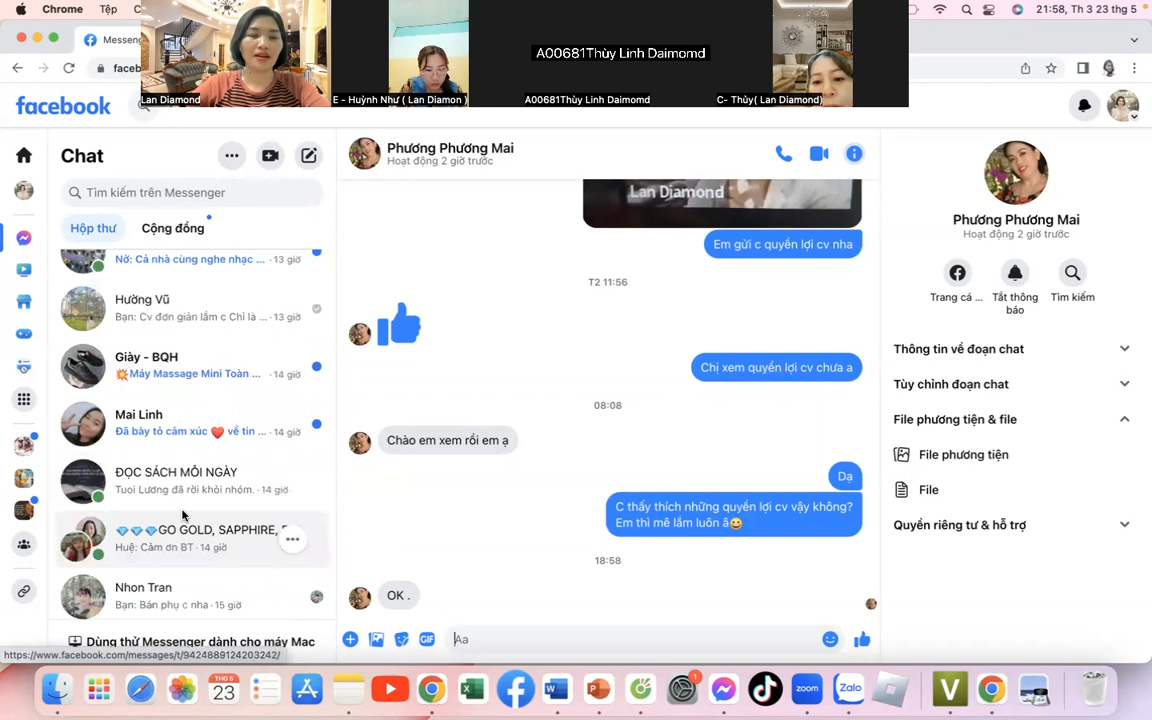 Chrome
Tệp
21:58, Th 3 23 thg 5
Messeng
faceb
Lan Diamond
E - Huỳnh Như ( Lan Diamon )
A00681Thùy Linh Daimomd
A00681Thùy Linh Daimomd
C- Thủy( Lan Diamond)
facebook
Chat
Tìm kiếm trên Messenger
Hộp thư
Cộng đồng
Nở: Cả nhà cùng nghe nhạc ... · 13 giờ
Hường Vũ
Bạn: Cv đơn giản lắm c Chỉ là ... · 13 giờ
Giày - BQH
💥Máy Massage Mini Toàn ... · 14 giờ
Mai Linh
Đã bày tỏ cảm xúc ❤️ về tin ... · 14 giờ
ĐỌC SÁCH MỖI NGÀY
Tuoi Lương đã rời khỏi nhóm. · 14 giờ
💎💎💎GO GOLD, SAPPHIRE,
Huệ: Cảm ơn BT · 14 giờ
Nhon Tran
Bạn: Bán phụ c nha · 15 giờ
Dùng thử Messenger dành cho máy Mac
https://www.facebook.com/messages/t/9424889124203242/
Phương Phương Mai
Hoạt động 2 giờ trước
Lan Diamond
Em gửi c quyền lợi cv nha
T2 11:56
Chị xem quyền lợi cv chưa a
08:08
Chào em xem rồi em ạ
Dạ
C thấy thích những quyền lợi cv vậy không?
Em thì mê lắm luôn á😅
18:58
OK .
GIF
Aa
Phương Phương Mai
Hoạt động 2 giờ trước
Trang cá ...
Tắt thông báo
Tìm kiếm
Thông tin về đoạn chat
Tùy chỉnh đoạn chat
File phương tiện & file
File phương tiện
File
Quyền riêng tư & hỗ trợ
THG 5
23
1
zoom
Zalo